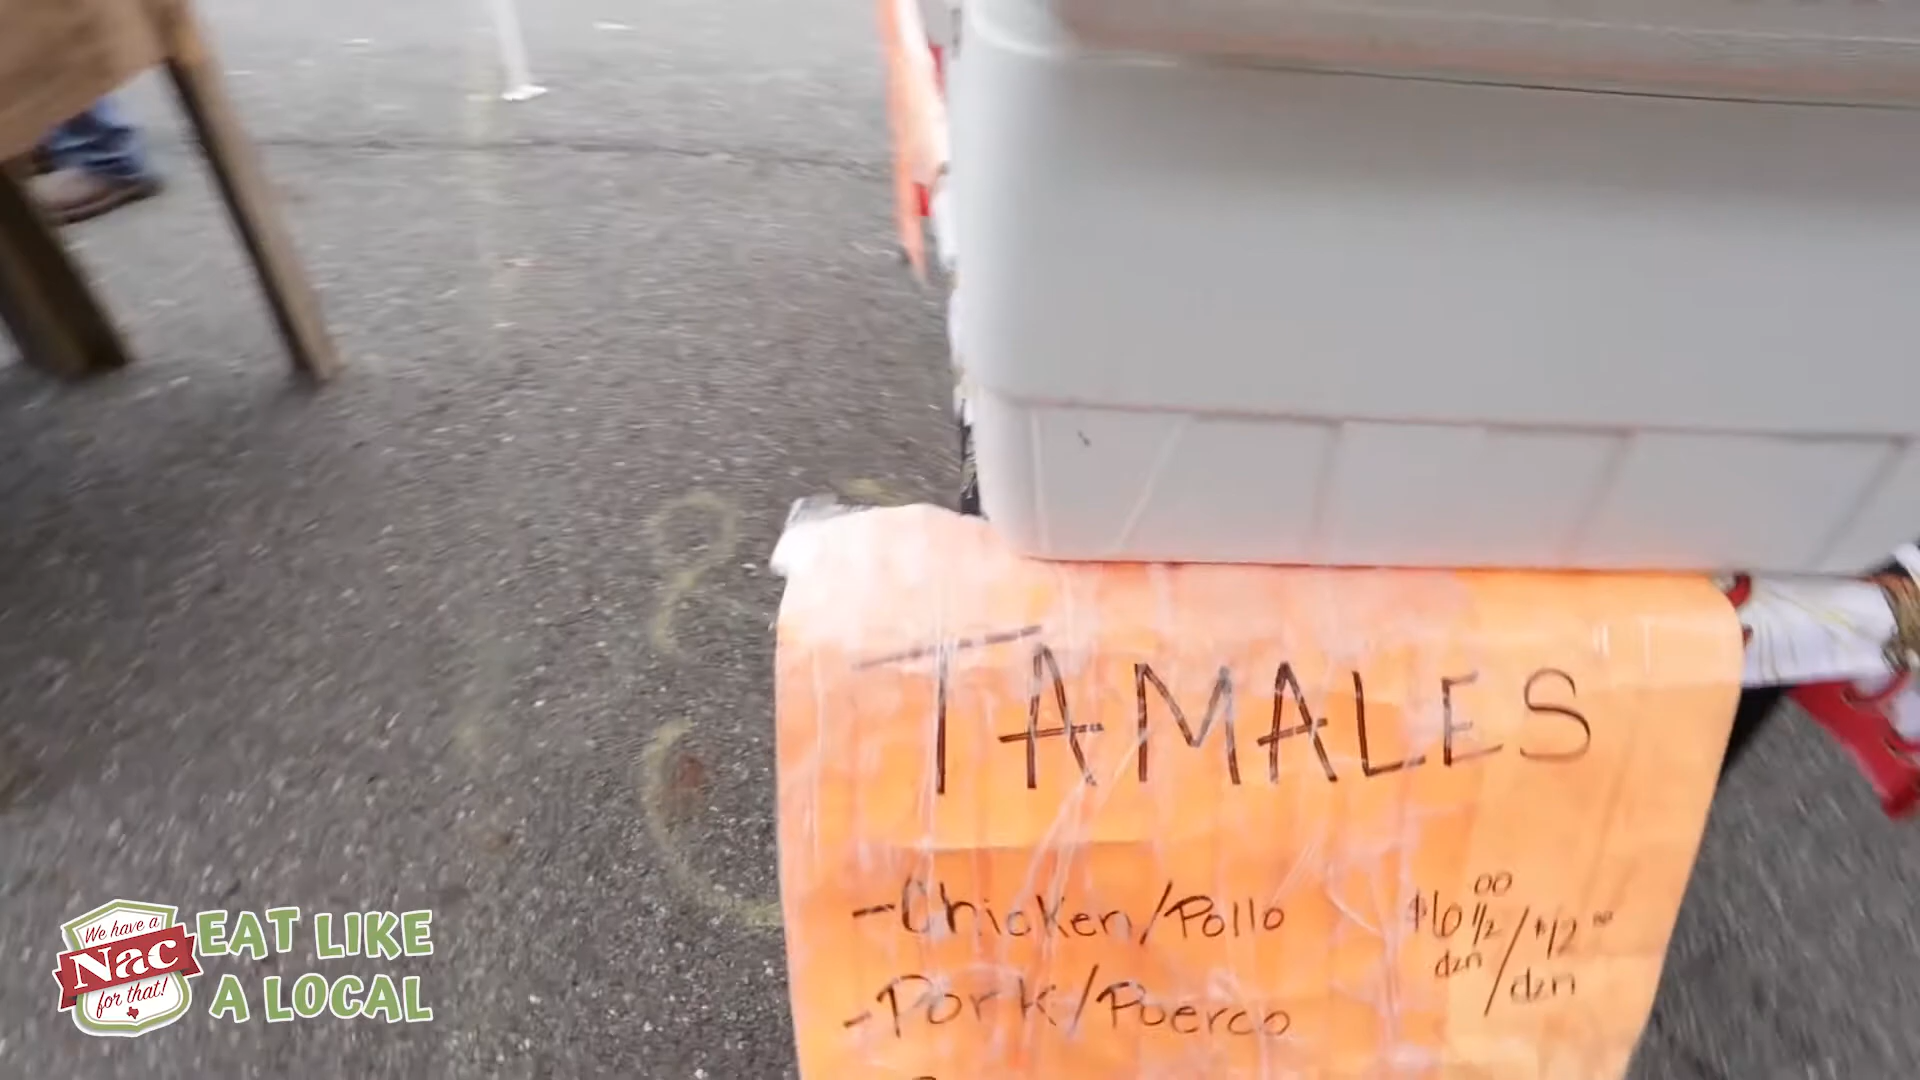 TAMALES
-Chicken/Pollo $6.00 1/2 dzn/$12.00 dzn
-Pork/Puerco
We have a
Nac
for that!
EAT LIKE
A LOCAL